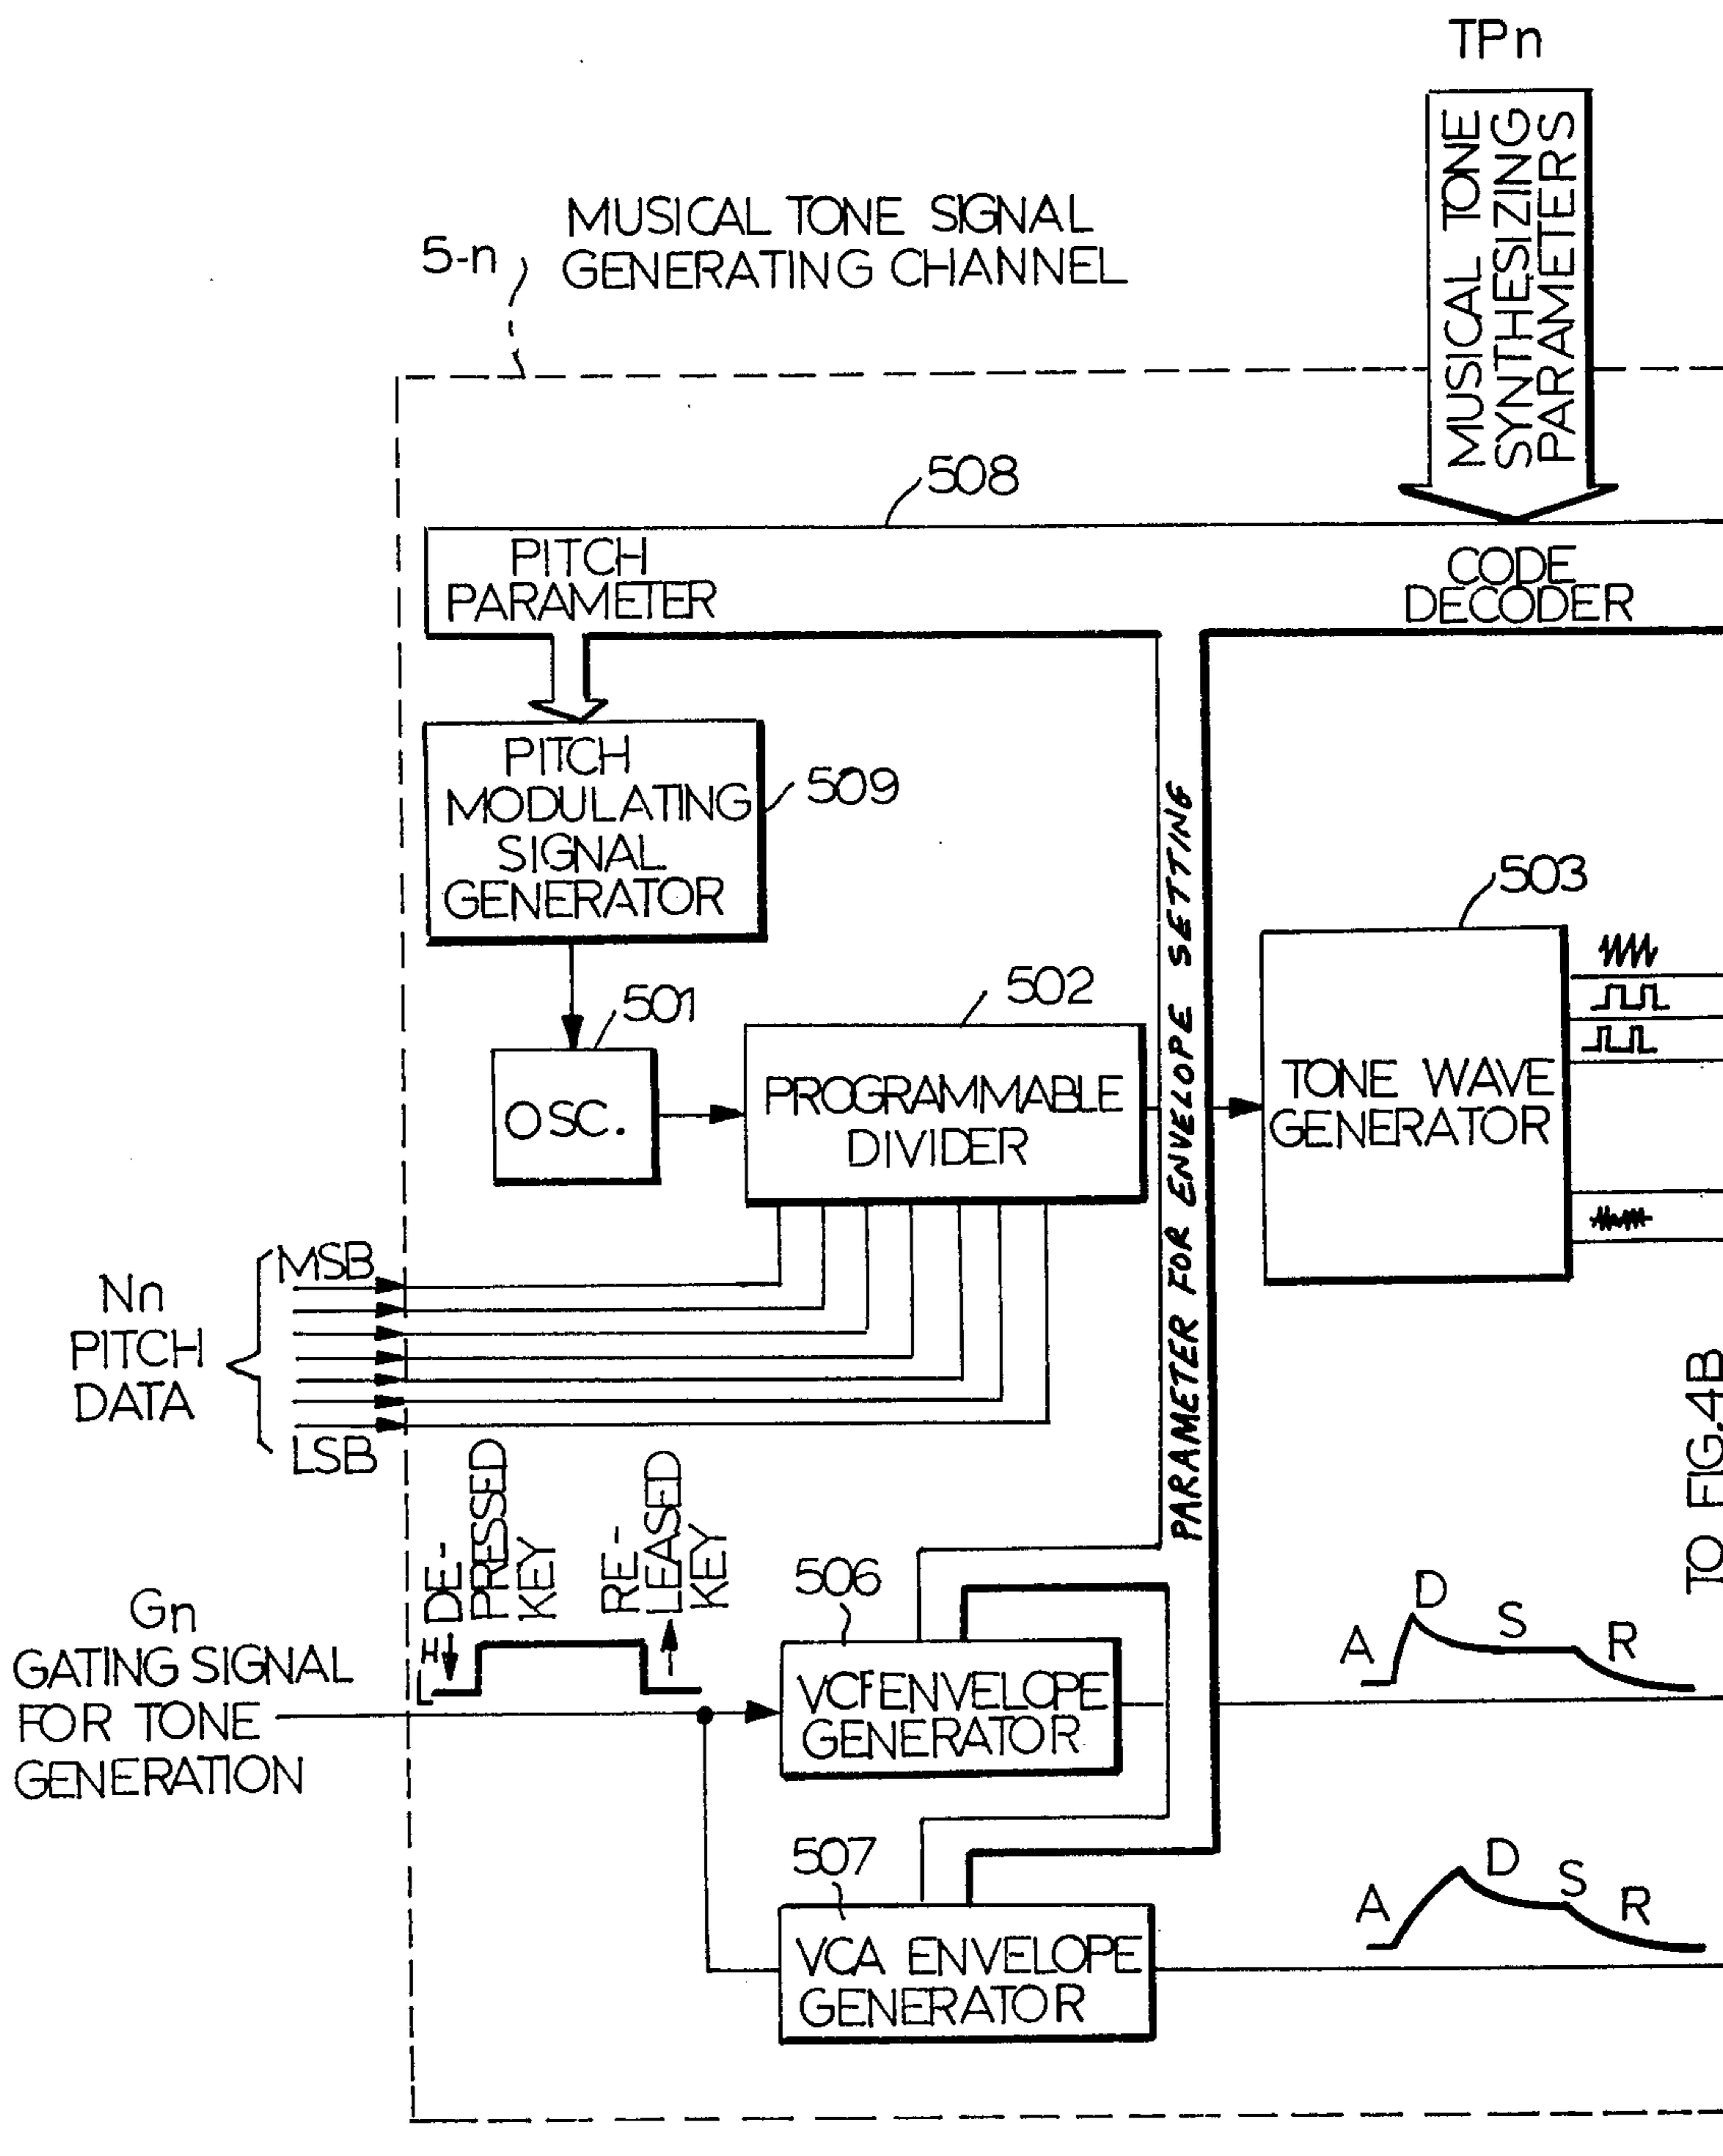 TPn
MUSICAL TONE
SYNTHESIZING
PARAMETERS
MUSICAL TONE SIGNAL
GENERATING CHANNEL
5-n
508
PITCH
PARAMETER
CODE
DECODER
PITCH
MODULATING
SIGNAL
GENERATOR
509
PARAMETER FOR ENVELOPE SETTING
503
501
502
OSC.
PROGRAMMABLE
DIVIDER
TONE WAVE
GENERATOR
Nn
PITCH
DATA
MSB
LSB
TO FIG.4B
DE-
PRESSED
KEY
RE-
LEASED
KEY
H
L
Gn
GATING SIGNAL
FOR TONE
GENERATION
506
VCF ENVELOPE
GENERATOR
A D S R
507
VCA ENVELOPE
GENERATOR
A D S R